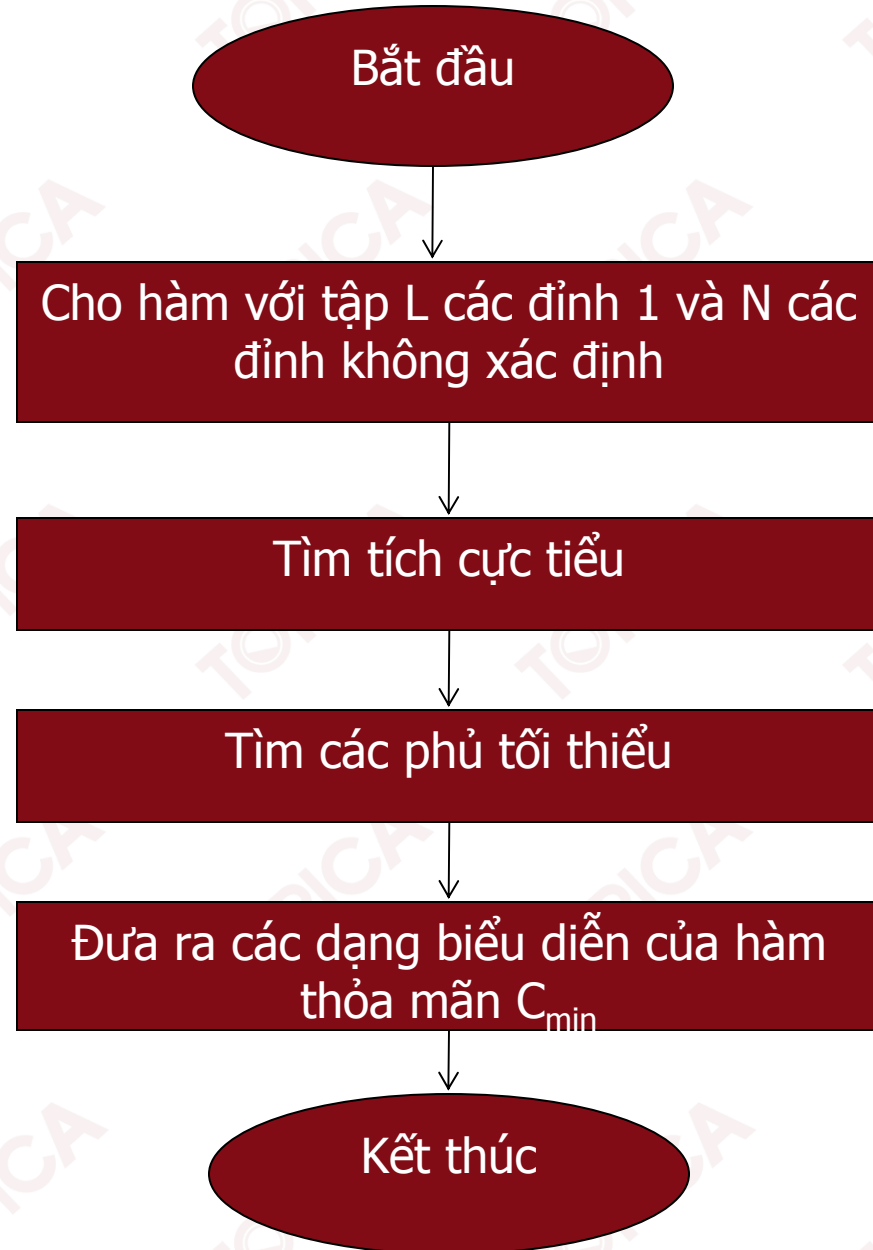 Bắt đầu
Cho hàm với tập L các đỉnh 1 và N các
đỉnh không xác định
Tìm tích cực tiểu
Tìm các phủ tối thiểu
Đưa ra các dạng biểu diễn của hàm
thỏa mãn Cmin
Kết thúc